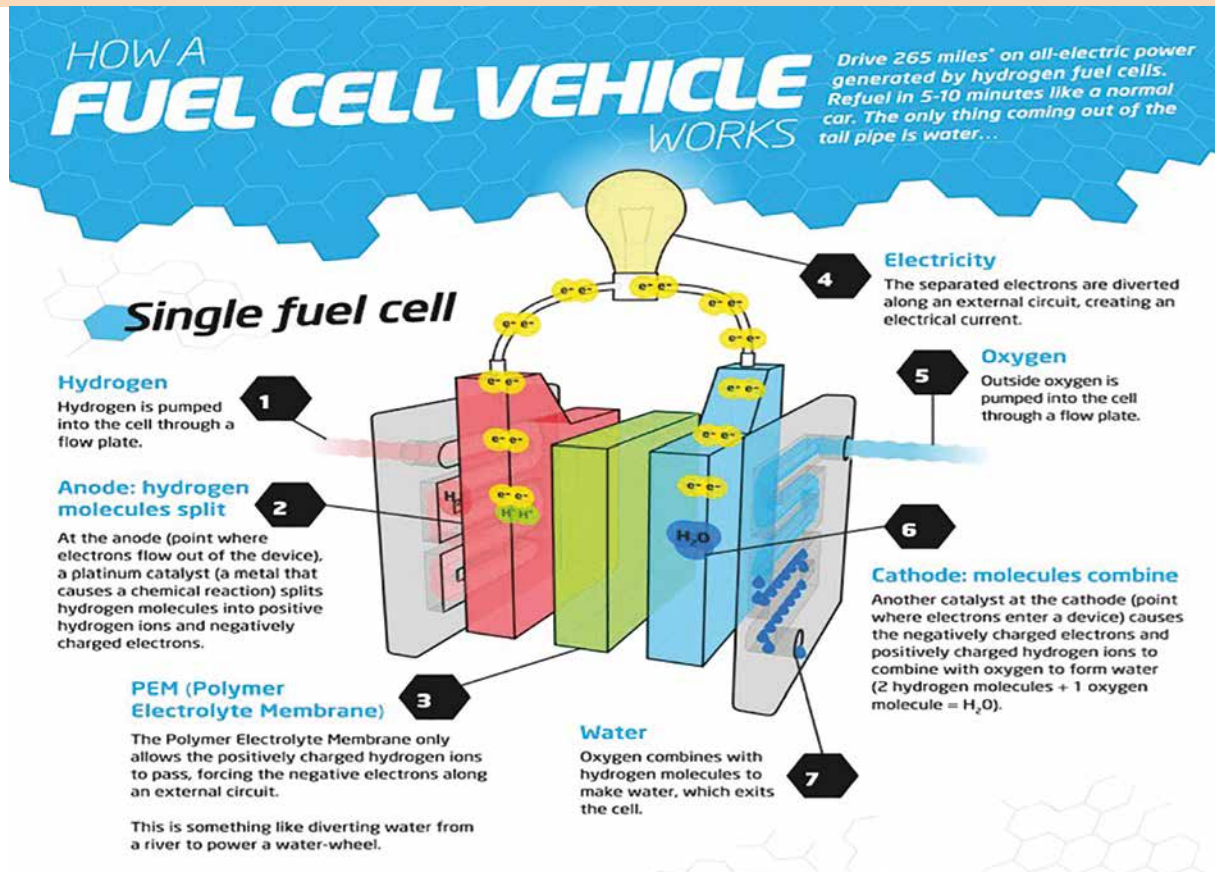 HOW A
FUEL CELL VEHICLE
WORKS
Drive 265 miles* on all-electric power
generated by hydrogen fuel cells.
Refuel in 5-10 minutes like a normal
car. The only thing coming out of the
tail pipe is water...
Single fuel cell
Hydrogen
Hydrogen is pumped
into the cell through a
flow plate.
1
Anode: hydrogen
molecules split
2
At the anode (point where
electrons flow out of the device),
a platinum catalyst (a metal that
causes a chemical reaction) splits
hydrogen molecules into positive
hydrogen ions and negatively
charged electrons.
PEM (Polymer
Electrolyte Membrane)
3
The Polymer Electrolyte Membrane only
allows the positively charged hydrogen ions
to pass, forcing the negative electrons along
an external circuit.
This is something like diverting water from
a river to power a water-wheel.
e- e-
e- e-
e- e-
e- e-
e- e-
e- e-
e- e-
e- e-
H+ H+
e- e-
e- e-
e- e-
H₂O
4
Electricity
The separated electrons are diverted
along an external circuit, creating an
electrical current.
5
Oxygen
Outside oxygen is
pumped into the cell
through a flow plate.
6
Cathode: molecules combine
Another catalyst at the cathode (point
where electrons enter a device) causes
the negatively charged electrons and
positively charged hydrogen ions to
combine with oxygen to form water
(2 hydrogen molecules + 1 oxygen
molecule = H₂0).
Water
Oxygen combines with
hydrogen molecules to
make water, which exits
the cell.
7